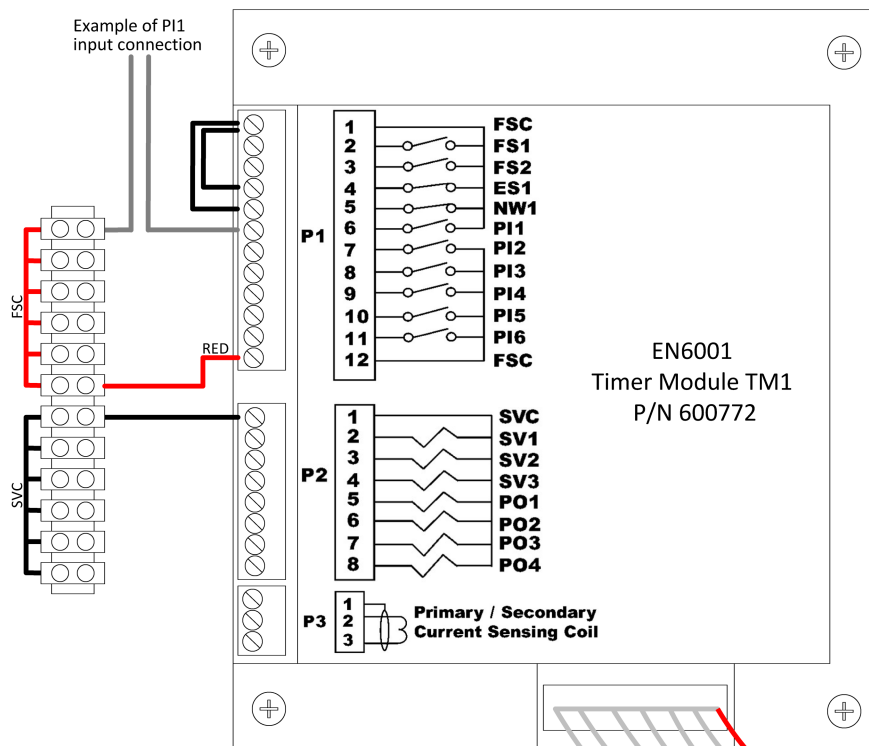 Example of PI1
input connection
FSC
RED
SVC
P1
1 FSC
2 FS1
3 FS2
4 ES1
5 NW1
6 PI1
7 PI2
8 PI3
9 PI4
10 PI5
11 PI6
12 FSC
P2
1 SVC
2 SV1
3 SV2
4 SV3
5 PO1
6 PO2
7 PO3
8 PO4
P3
1
2
3
Primary / Secondary
Current Sensing Coil
EN6001
Timer Module TM1
P/N 600772